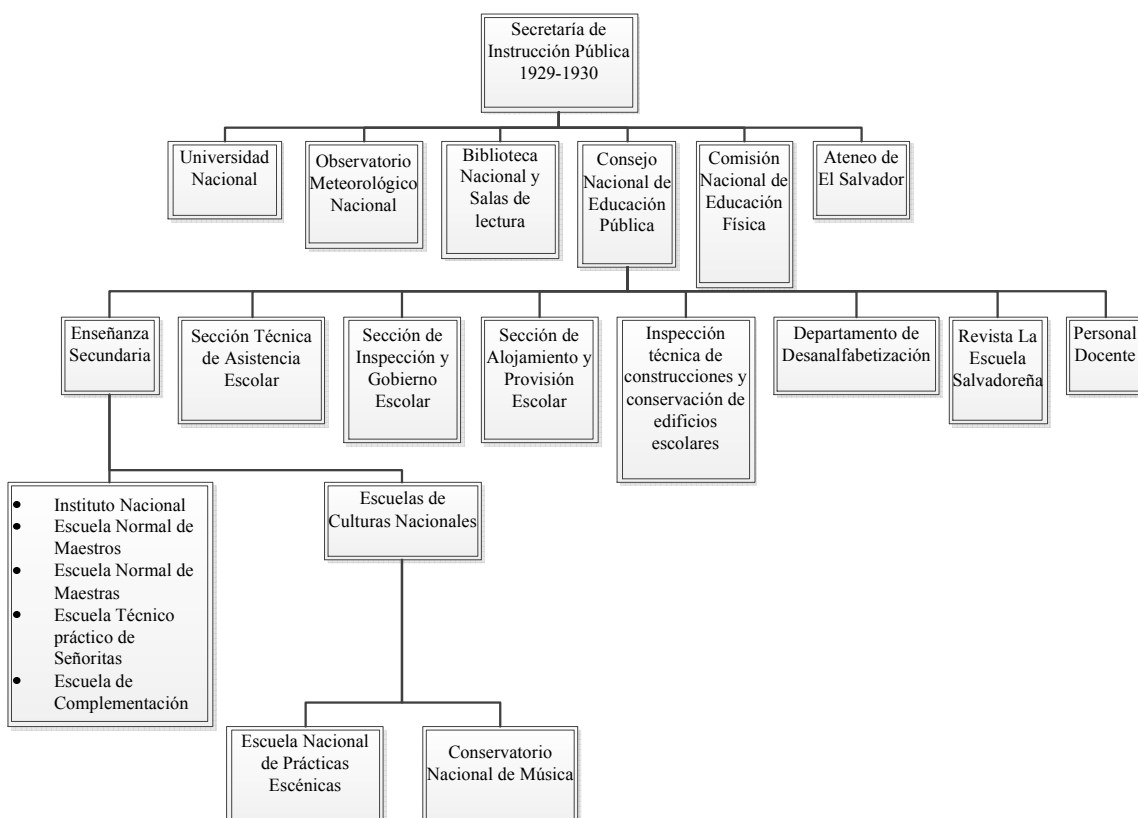 Secretaría de
Instrucción Pública
1929-1930
Universidad
Nacional
Observatorio
Meteorológico
Nacional
Biblioteca
Nacional y
Salas de
lectura
Consejo
Nacional de
Educación
Pública
Comisión
Nacional de
Educación
Física
Ateneo de
El Salvador
Enseñanza
Secundaria
Sección Técnica
de Asistencia
Escolar
Sección de
Inspección y
Gobierno
Escolar
Sección de
Alojamiento y
Provisión
Escolar
Inspección
técnica de
construcciones y
conservación de
edificios
escolares
Departamento de
Desanalfabetización
Revista La
Escuela
Salvadoreña
Personal
Docente
• Instituto Nacional
• Escuela Normal de
Maestros
• Escuela Normal de
Maestras
• Escuela Técnico
práctico de
Señoritas
• Escuela de
Complementación
Escuelas de
Culturas Nacionales
Escuela Nacional
de Prácticas
Escénicas
Conservatorio
Nacional de Música